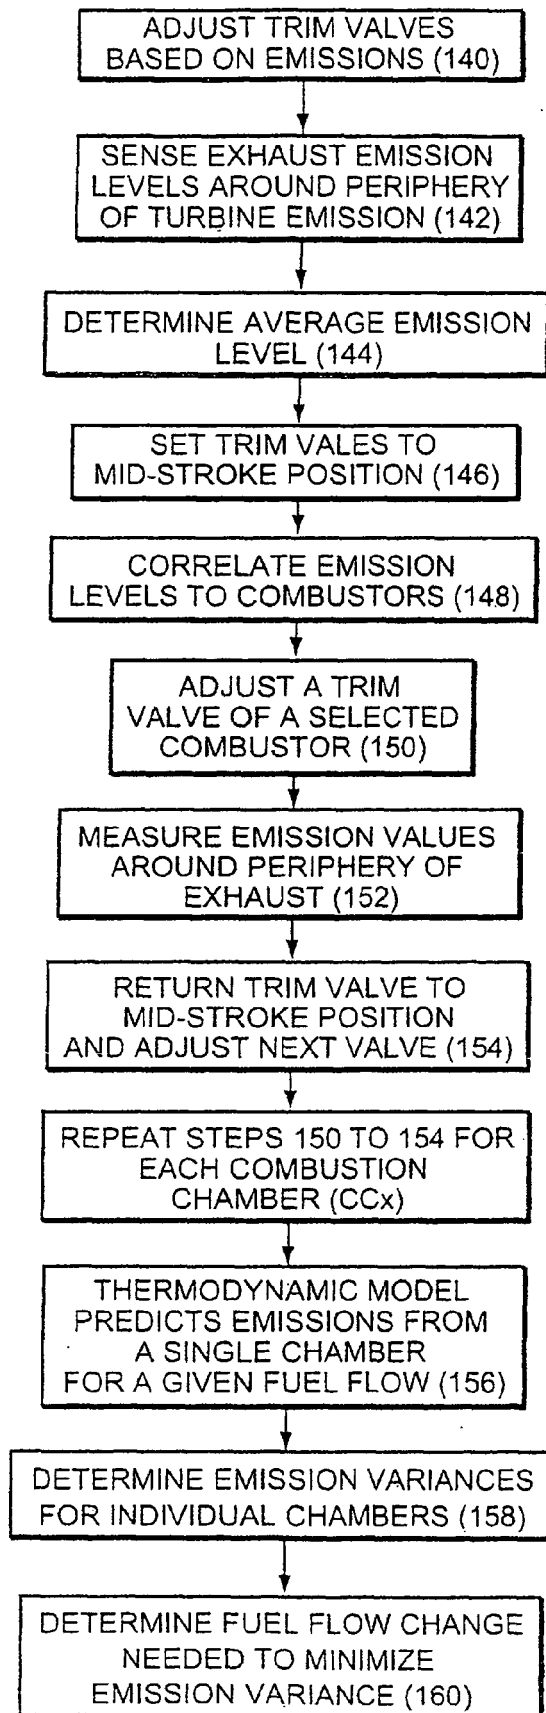 ADJUST TRIM VALVES
BASED ON EMISSIONS (140)
SENSE EXHAUST EMISSION
LEVELS AROUND PERIPHERY
OF TURBINE EMISSION (142)
DETERMINE AVERAGE EMISSION
LEVEL (144)
SET TRIM VALES TO
MID-STROKE POSITION (146)
CORRELATE EMISSION
LEVELS TO COMBUSTORS (148)
ADJUST A TRIM
VALVE OF A SELECTED
COMBUSTOR (150)
MEASURE EMISSION VALUES
AROUND PERIPHERY OF
EXHAUST (152)
RETURN TRIM VALVE TO
MID-STROKE POSITION
AND ADJUST NEXT VALVE (154)
REPEAT STEPS 150 TO 154 FOR
EACH COMBUSTION
CHAMBER (CCx)
THERMODYNAMIC MODEL
PREDICTS EMISSIONS FROM
A SINGLE CHAMBER
FOR A GIVEN FUEL FLOW (156)
DETERMINE EMISSION VARIANCES
FOR INDIVIDUAL CHAMBERS (158)
DETERMINE FUEL FLOW CHANGE
NEEDED TO MINIMIZE
EMISSION VARIANCE (160)